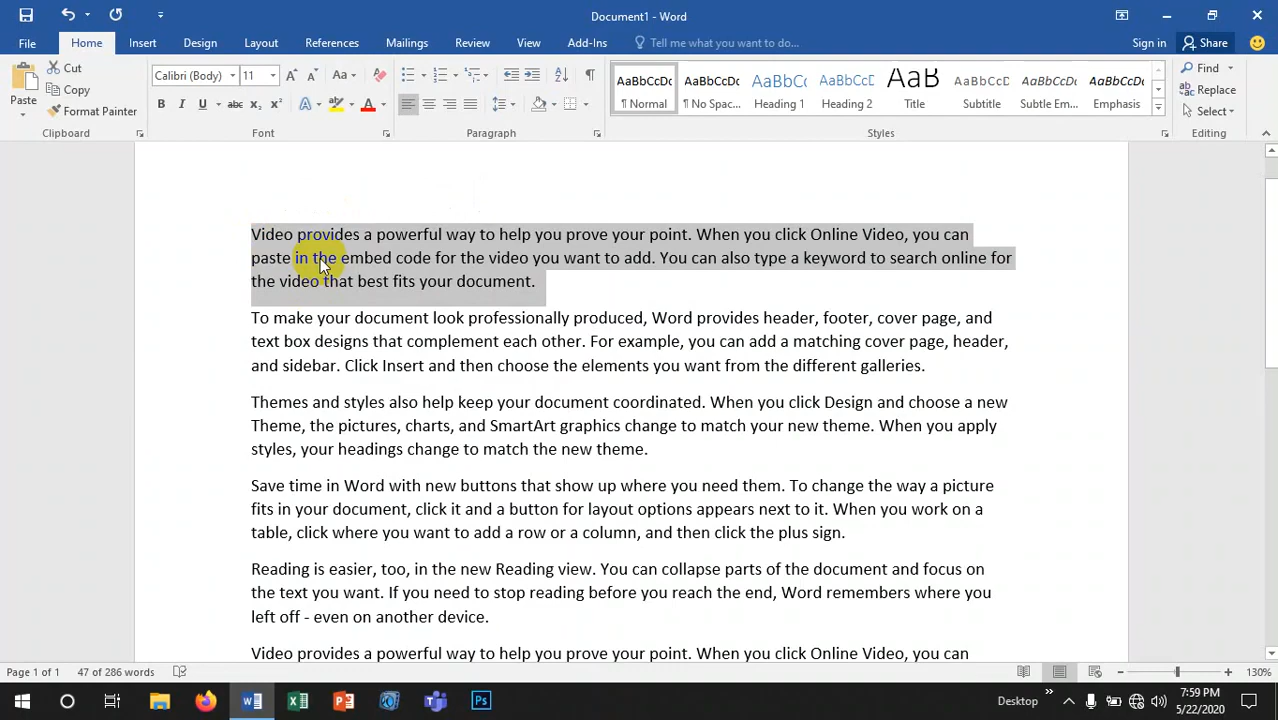 Document1 - Word
File Home Insert Design Layout References Mailings Review View Add-Ins Tell me what you want to do... Sign in Share
Paste Cut Copy Format Painter Clipboard
Calibri (Body) 11 Aa
B I U abc x₂ x² A A Font
Paragraph
AaBbCcDc AaBbCcDc AaBbCc AaBbCcD AaB AaBbCcD AaBbCcDc AaBbCcDc
¶ Normal ¶ No Spac... Heading 1 Heading 2 Title Subtitle Subtle Em... Emphasis
Styles
Find
Replace
Select
Editing
Video provides a powerful way to help you prove your point. When you click Online Video, you can
paste in the embed code for the video you want to add. You can also type a keyword to search online for
the video that best fits your document.
To make your document look professionally produced, Word provides header, footer, cover page, and
text box designs that complement each other. For example, you can add a matching cover page, header,
and sidebar. Click Insert and then choose the elements you want from the different galleries.
Themes and styles also help keep your document coordinated. When you click Design and choose a new
Theme, the pictures, charts, and SmartArt graphics change to match your new theme. When you apply
styles, your headings change to match the new theme.
Save time in Word with new buttons that show up where you need them. To change the way a picture
fits in your document, click it and a button for layout options appears next to it. When you work on a
table, click where you want to add a row or a column, and then click the plus sign.
Reading is easier, too, in the new Reading view. You can collapse parts of the document and focus on
the text you want. If you need to stop reading before you reach the end, Word remembers where you
left off - even on another device.
Video provides a powerful way to help you prove your point. When you click Online Video, you can
Page 1 of 1 47 of 286 words 130%
Desktop 7:59 PM
5/22/2020